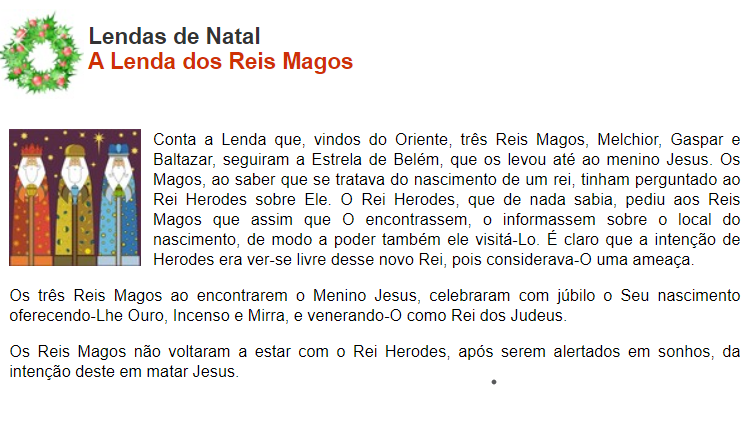 Lendas de Natal
A Lenda dos Reis Magos
Conta a Lenda que, vindos do Oriente, três Reis Magos, Melchior, Gaspar e
Baltazar, seguiram a Estrela de Belém, que os levou até ao menino Jesus. Os
Magos, ao saber que se tratava do nascimento de um rei, tinham perguntado ao
Rei Herodes sobre Ele. O Rei Herodes, que de nada sabia, pediu aos Reis
Magos que assim que O encontrassem, o informassem sobre o local do
nascimento, de modo a poder também ele visitá-Lo. É claro que a intenção de
Herodes era ver-se livre desse novo Rei, pois considerava-O uma ameaça.
Os três Reis Magos ao encontrarem o Menino Jesus, celebraram com júbilo o Seu nascimento
oferecendo-Lhe Ouro, Incenso e Mirra, e venerando-O como Rei dos Judeus.
Os Reis Magos não voltaram a estar com o Rei Herodes, após serem alertados em sonhos, da
intenção deste em matar Jesus.